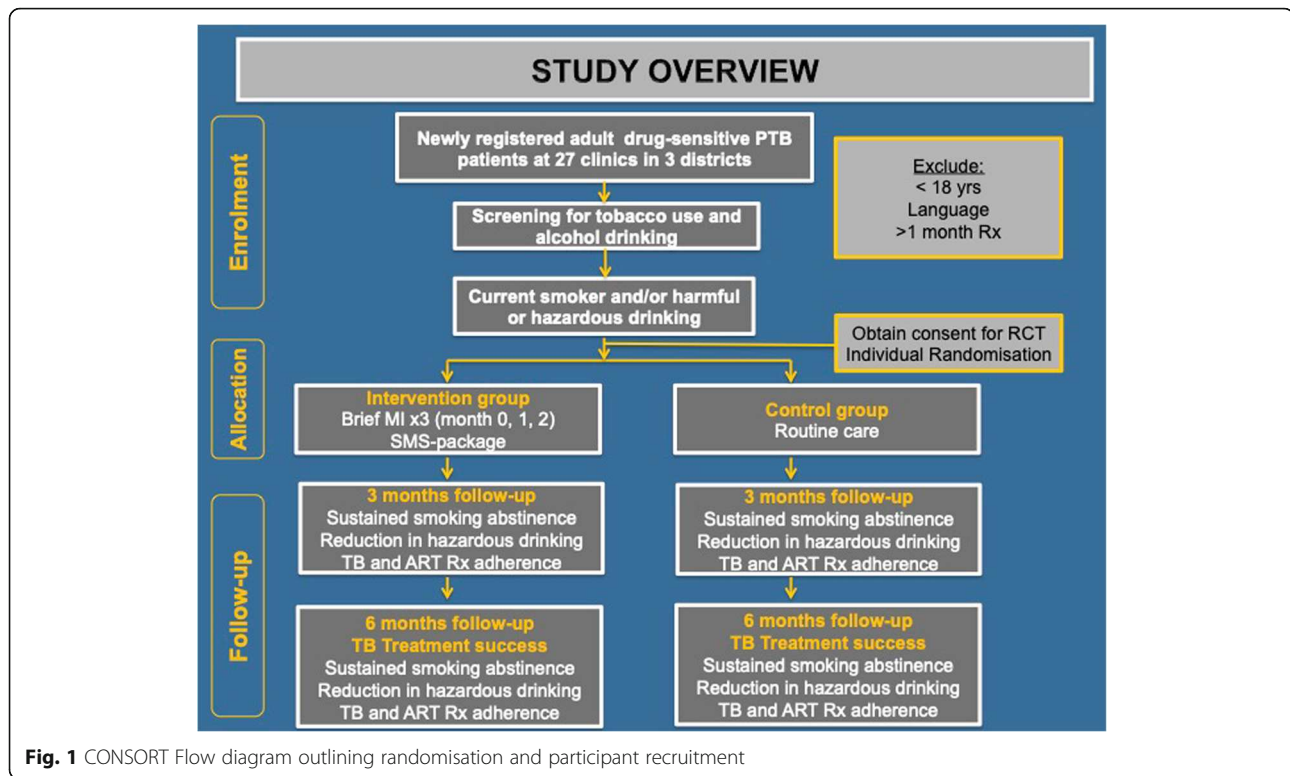 STUDY OVERVIEW
Enrolment
Newly registered adult drug-sensitive PTB
patients at 27 clinics in 3 districts
Exclude:
< 18 yrs
Language
>1 month Rx
Screening for tobacco use and
alcohol drinking
Current smoker and/or harmful
or hazardous drinking
Obtain consent for RCT
Individual Randomisation
Allocation
Intervention group
Brief MI x3 (month 0, 1, 2)
SMS-package
Control group
Routine care
Follow-up
3 months follow-up
Sustained smoking abstinence
Reduction in hazardous drinking
TB and ART Rx adherence
3 months follow-up
Sustained smoking abstinence
Reduction in hazardous drinking
TB and ART Rx adherence
6 months follow-up
TB Treatment success
Sustained smoking abstinence
Reduction in hazardous drinking
TB and ART Rx adherence
6 months follow-up
TB Treatment success
Sustained smoking abstinence
Reduction in hazardous drinking
TB and ART Rx adherence
Fig. 1 CONSORT Flow diagram outlining randomisation and participant recruitment